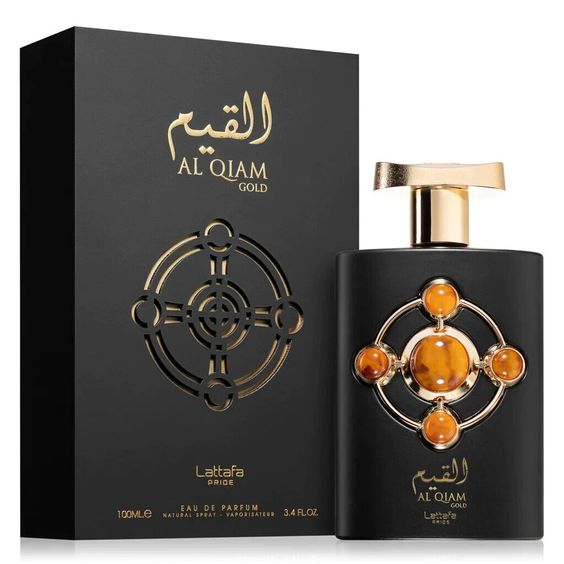 القيم
AL QIAM
GOLD
Lattafa
PRIDE
EAU DE PARFUM
100ML℮ NATURAL SPRAY - VAPORISATEUR 3.4 FL.OZ.
القيم
AL QIAM
GOLD
Lattafa
PRIDE